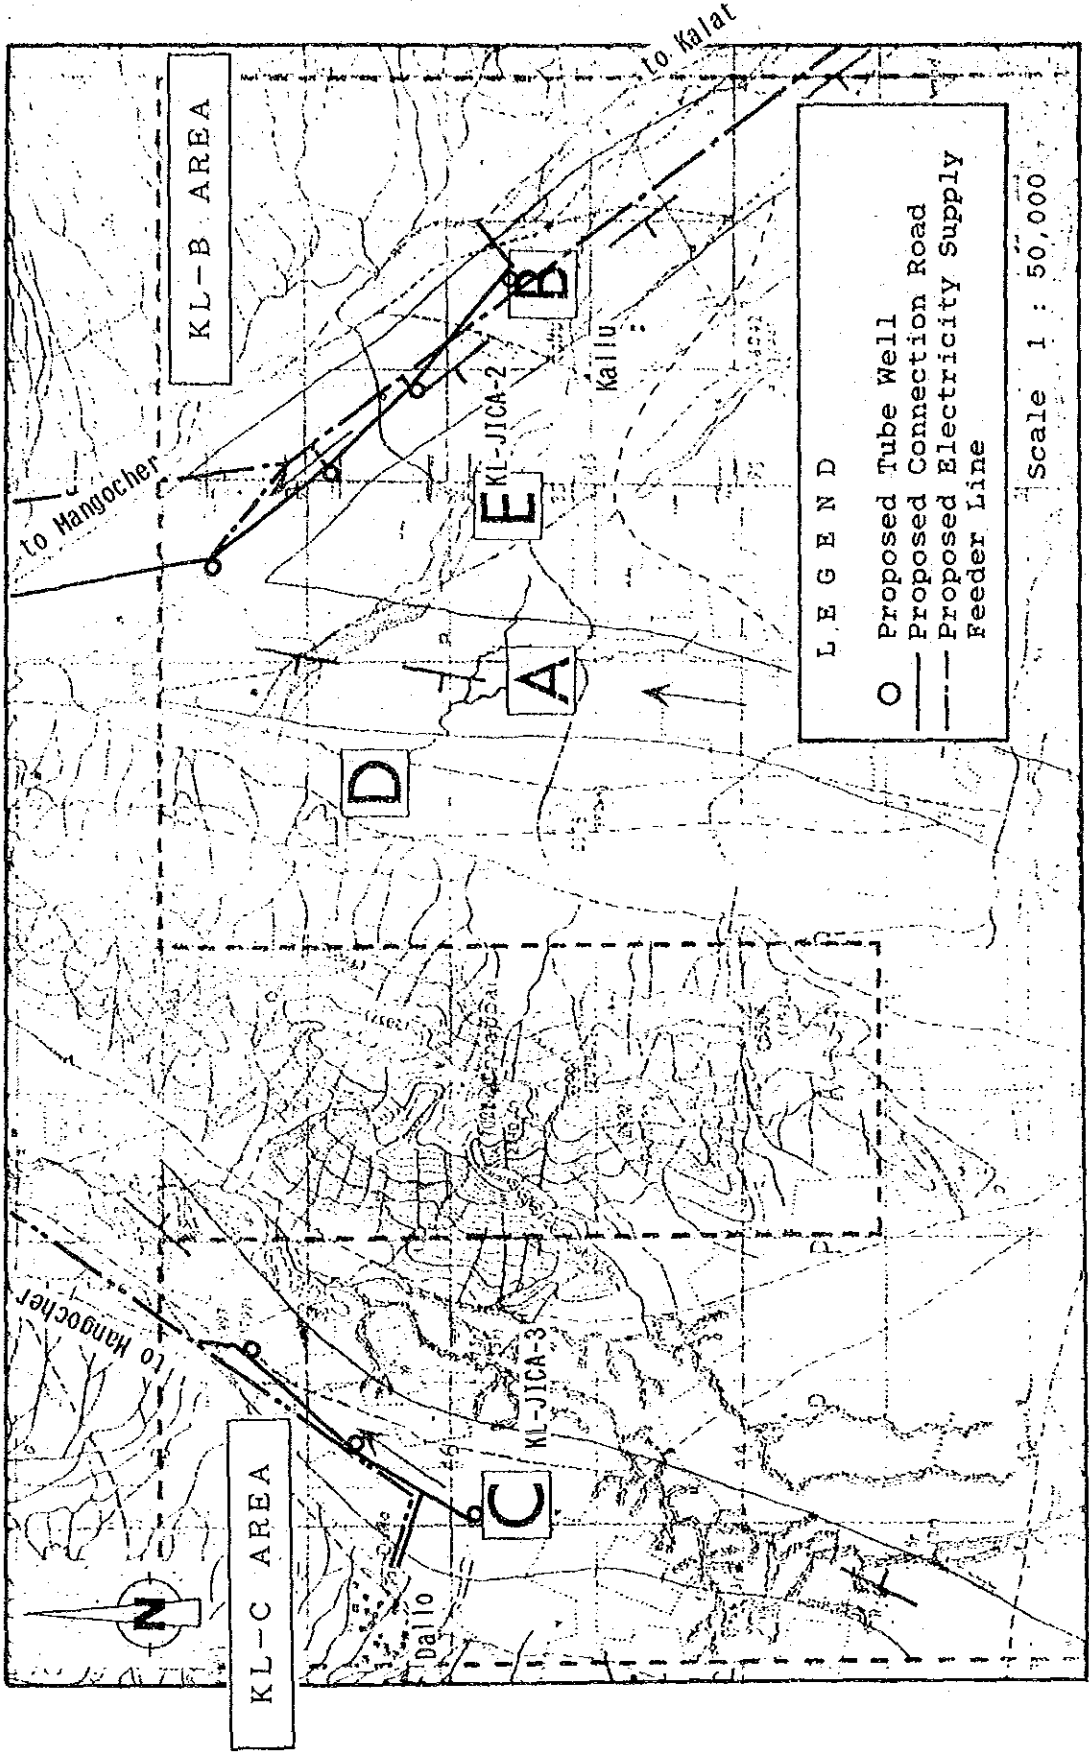 to Kalat
KL-B AREA
to Mangocher
B
Kallu
KL-JICA-2
E
A
D
to Mangocher
KL-JICA-3
C
KL-C AREA
N
Dallo
LEGEND
Proposed Tube Well
Proposed Connection Road
Proposed Electricity Supply
Feeder Line
Scale 1 : 50,000